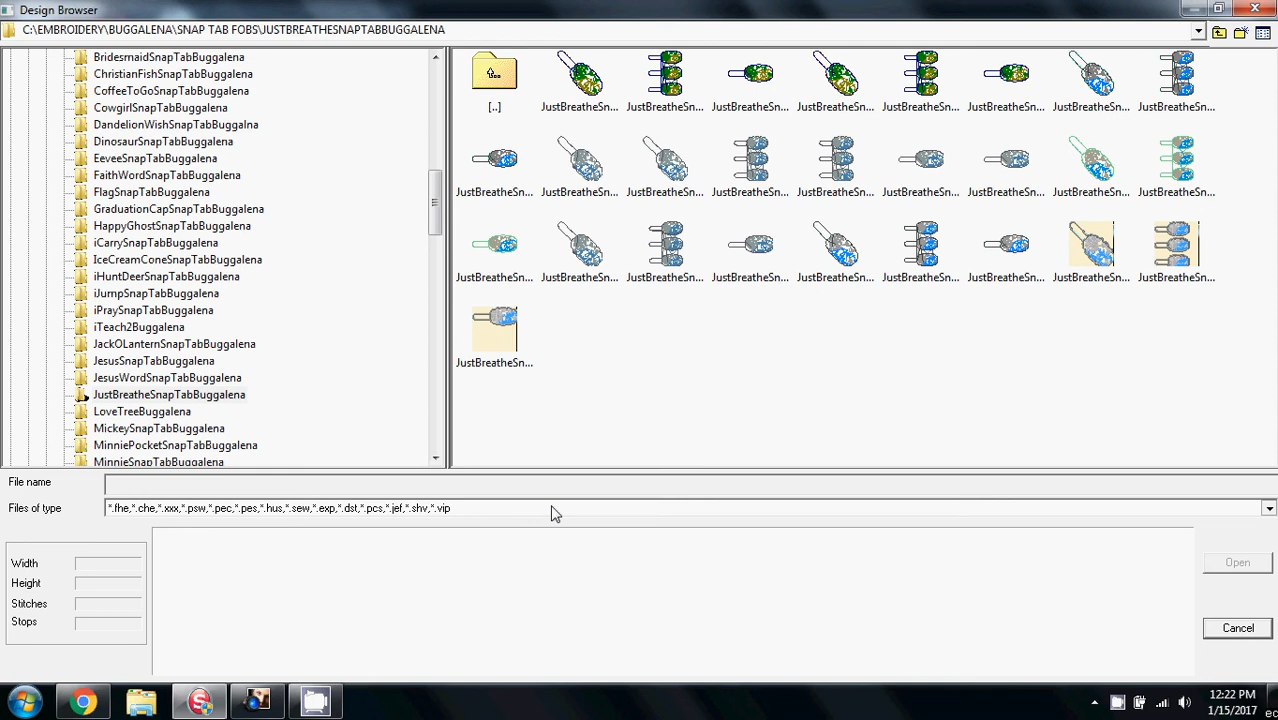 Design Browser
C:\EMBROIDERY\BUGGALENA\SNAP TAB FOBS\JUSTBREATHESNAPTABBUGGALENA
BridesmaidSnapTabBuggalena
ChristianFishSnapTabBuggalena
CoffeeToGoSnapTabBuggalena
CowgirlSnapTabBuggalena
DandelionWishSnapTabBuggalna
DinosaurSnapTabBuggalena
EeveeSnapTabBuggalena
FaithWordSnapTabBuggalena
FlagSnapTabBuggalena
GraduationCapSnapTabBuggalena
HappyGhostSnapTabBuggalena
iCarrySnapTabBuggalena
IceCreamConeSnapTabBuggalena
iHuntDeerSnapTabBuggalena
iJumpSnapTabBuggalena
iPraySnapTabBuggalena
iTeach2Buggalena
JackOLanternSnapTabBuggalena
JesusSnapTabBuggalena
JesusWordSnapTabBuggalena
JustBreatheSnapTabBuggalena
LoveTreeBuggalena
MickeySnapTabBuggalena
MinniePocketSnapTabBuggalena
MinnieSnapTabBuggalena
[..] JustBreatheSn... JustBreatheSn... JustBreatheSn... JustBreatheSn... JustBreatheSn... JustBreatheSn... JustBreatheSn... JustBreatheSn...
JustBreatheSn... JustBreatheSn... JustBreatheSn... JustBreatheSn... JustBreatheSn... JustBreatheSn... JustBreatheSn... JustBreatheSn... JustBreatheSn...
JustBreatheSn... JustBreatheSn... JustBreatheSn... JustBreatheSn... JustBreatheSn... JustBreatheSn... JustBreatheSn... JustBreatheSn... JustBreatheSn...
JustBreatheSn...
File name
Files of type *.fhe,*.che,*.xxx,*.psw,*.pec,*.pes,*.hus,*.sew,*.exp,*.dst,*.pcs,*.jef,*.shv,*.vip
Width
Height
Stitches
Stops
Open
Cancel
12:22 PM
1/15/2017